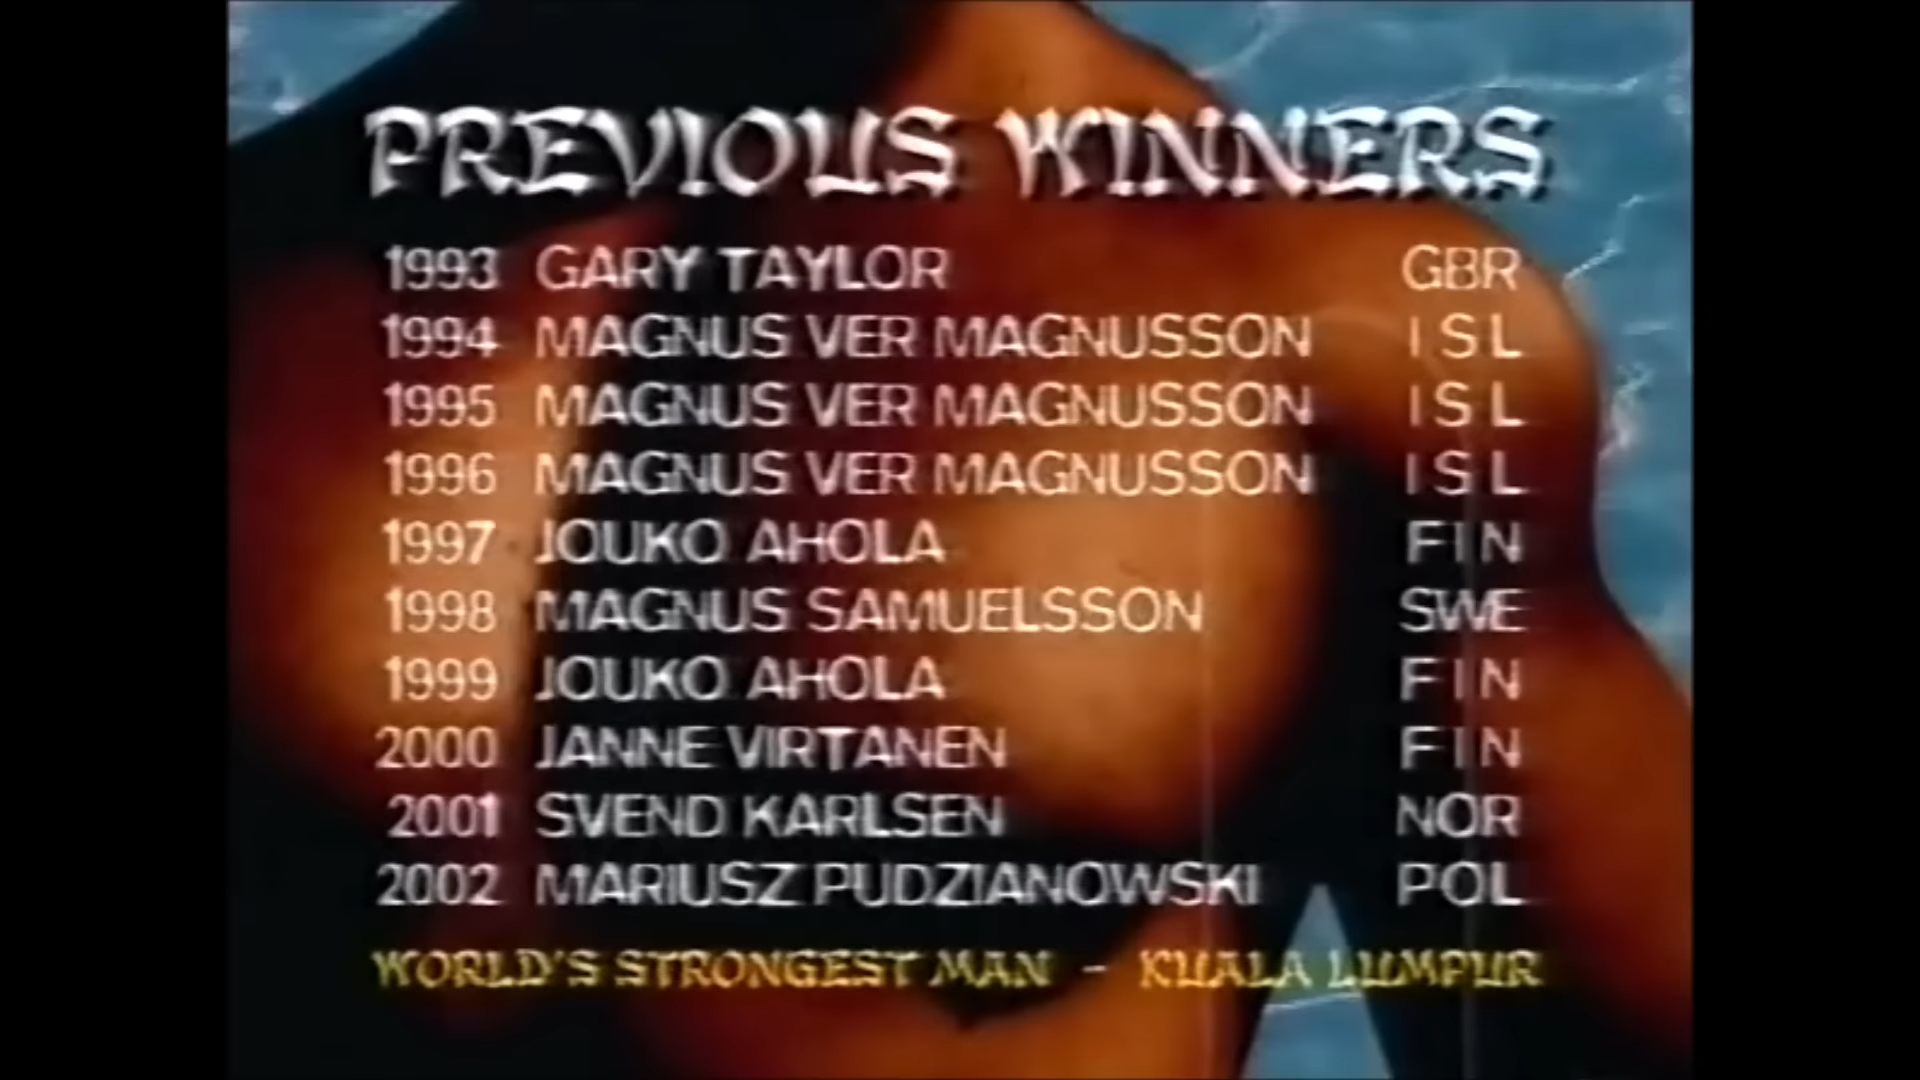 PREVIOUS WINNERS
1993 GARY TAYLOR GBR
1994 MAGNUS VER MAGNUSSON ISL
1995 MAGNUS VER MAGNUSSON ISL
1996 MAGNUS VER MAGNUSSON ISL
1997 JOUKO AHOLA FIN
1998 MAGNUS SAMUELSSON SWE
1999 JOUKO AHOLA FIN
2000 JANNE VIRTANEN FIN
2001 SVEND KARLSEN NOR
2002 MARIUSZ PUDZIANOWSKI POL
WORLD'S STRONGEST MAN - KUALA LUMPUR